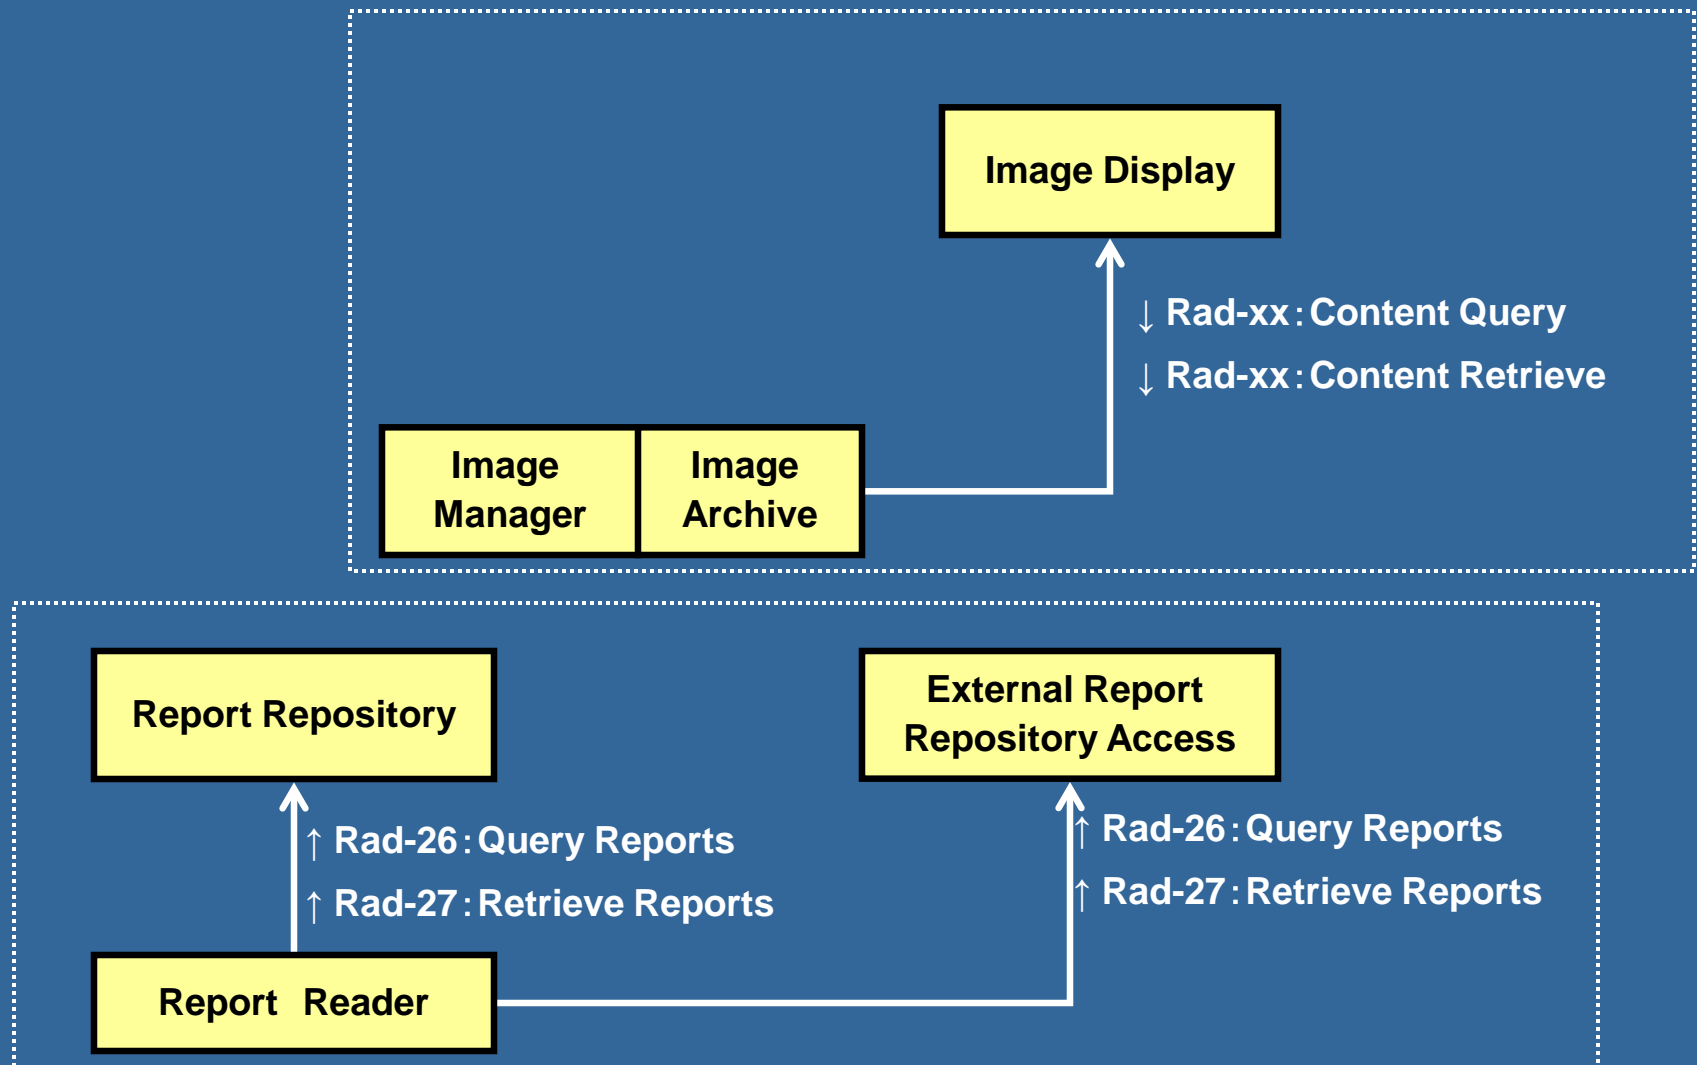 Image Display
↓ Rad-xx:Content Query
↓ Rad-xx:Content Retrieve
Image
Manager
Image
Archive
Report Repository
External Report
Repository Access
↑ Rad-26:Query Reports
↑ Rad-27:Retrieve Reports
↑ Rad-26:Query Reports
↑ Rad-27:Retrieve Reports
Report Reader